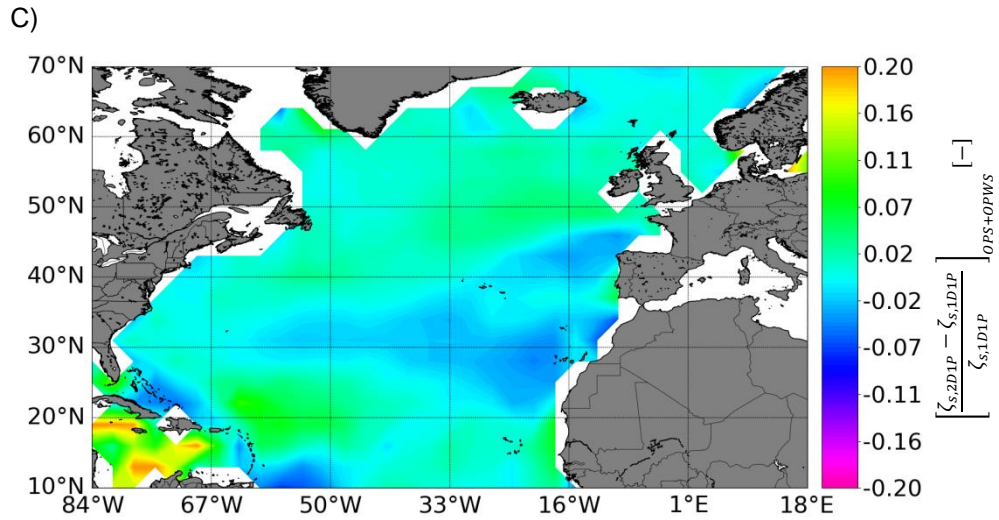 C)
70°N
60°N
50°N
40°N
30°N
20°N
10°N
84°W 67°W 50°W 33°W 16°W 1°E 18°E
0.20
0.16
0.11
0.07
0.02
-0.02
-0.07
-0.11
-0.16
-0.20
[ζs,2D1P − ζs,1D1P / ζs,1D1P]OPS+OPWS [−]